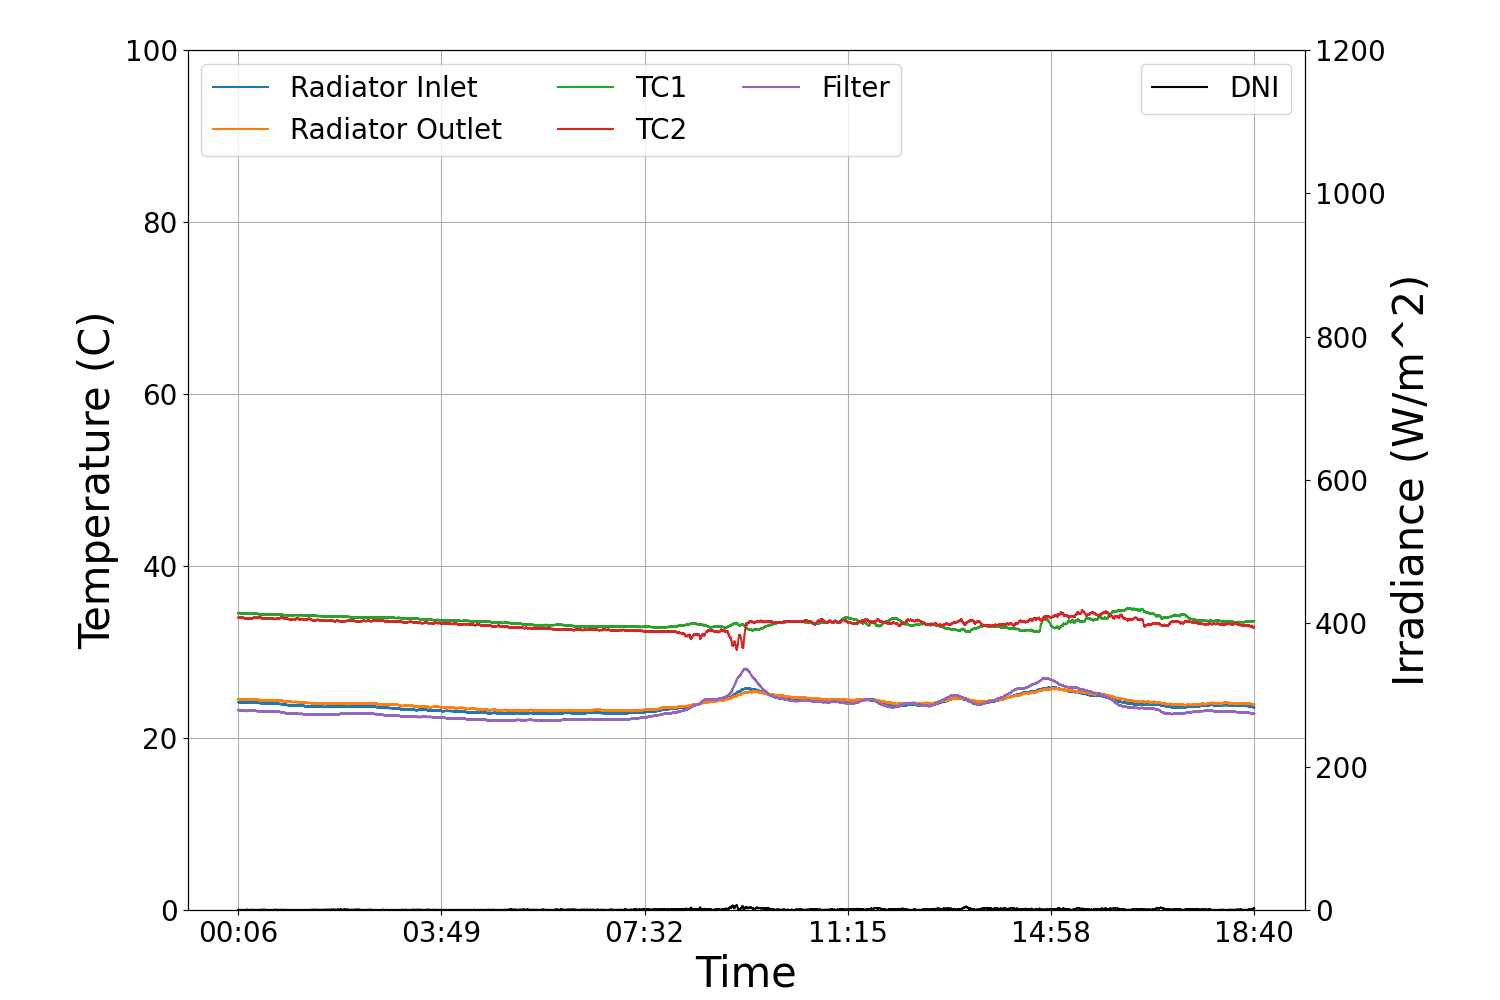 Radiator Inlet
Radiator Outlet
TC1
TC2
Filter
DNI
Temperature (C)
100
80
60
40
20
0
1200
1000
800
600
400
200
0
Irradiance (W/m^2)
00:06 03:49 07:32 11:15 14:58 18:40
Time